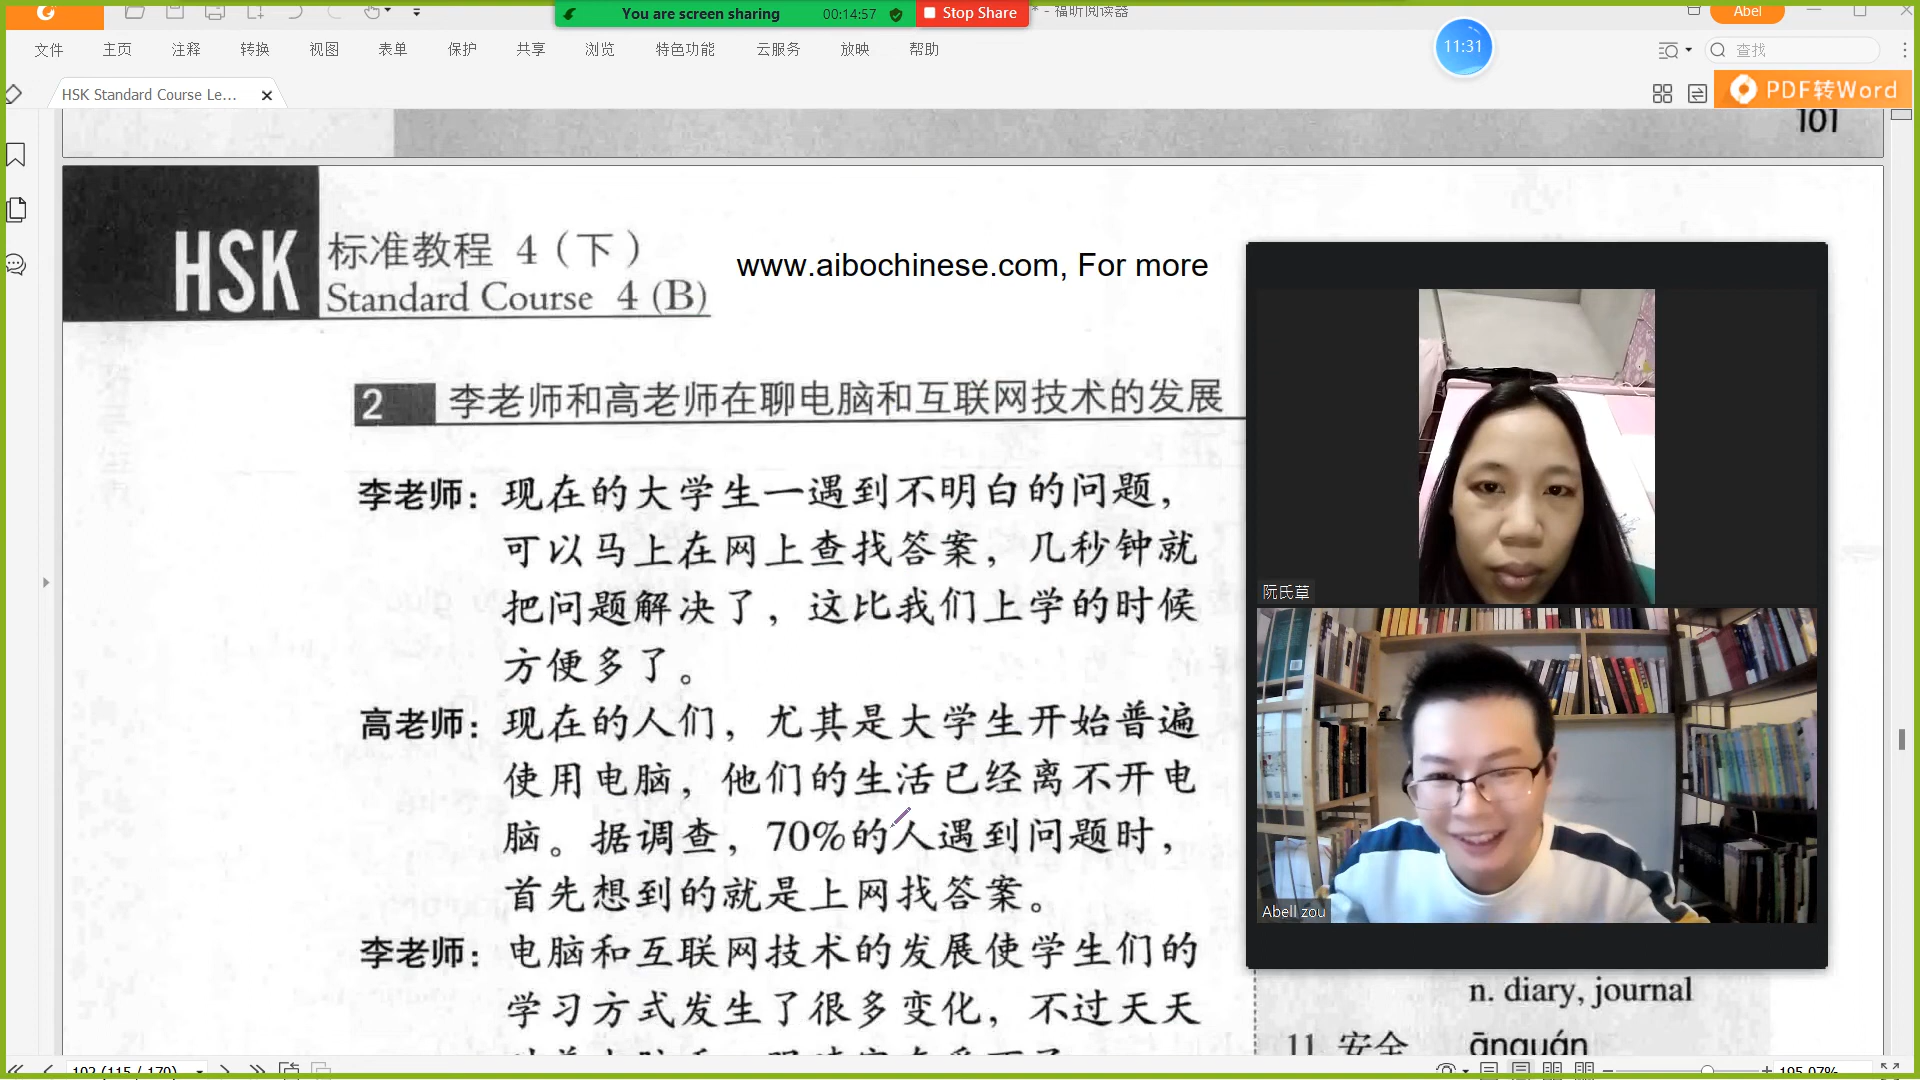 You are screen sharing
00:14:57
Stop Share
- 福昕阅读器
Abel
文件 主页 注释 转换 视图 表单 保护 共享 浏览 特色功能 云服务 放映 帮助
11:31
查找
HSK Standard Course Le...
PDF转Word
101
HSK 标准教程 4（下）
Standard Course 4 (B)
www.aibochinese.com, For more
2 李老师和高老师在聊电脑和互联网技术的发展
李老师：现在的大学生一遇到不明白的问题，
可以马上在网上查找答案，几秒钟就
把问题解决了，这比我们上学的时候
方便多了。
高老师：现在的人们，尤其是大学生开始普遍
使用电脑，他们的生活已经离不开电
脑。据调查，70%的人遇到问题时，
首先想到的就是上网找答案。
李老师：电脑和互联网技术的发展使学生们的
学习方式发生了很多变化，不过天天
阮氏草
Abell zou
n. diary, journal
11 安全 ānquán
102 (115 / 170)
195.07%